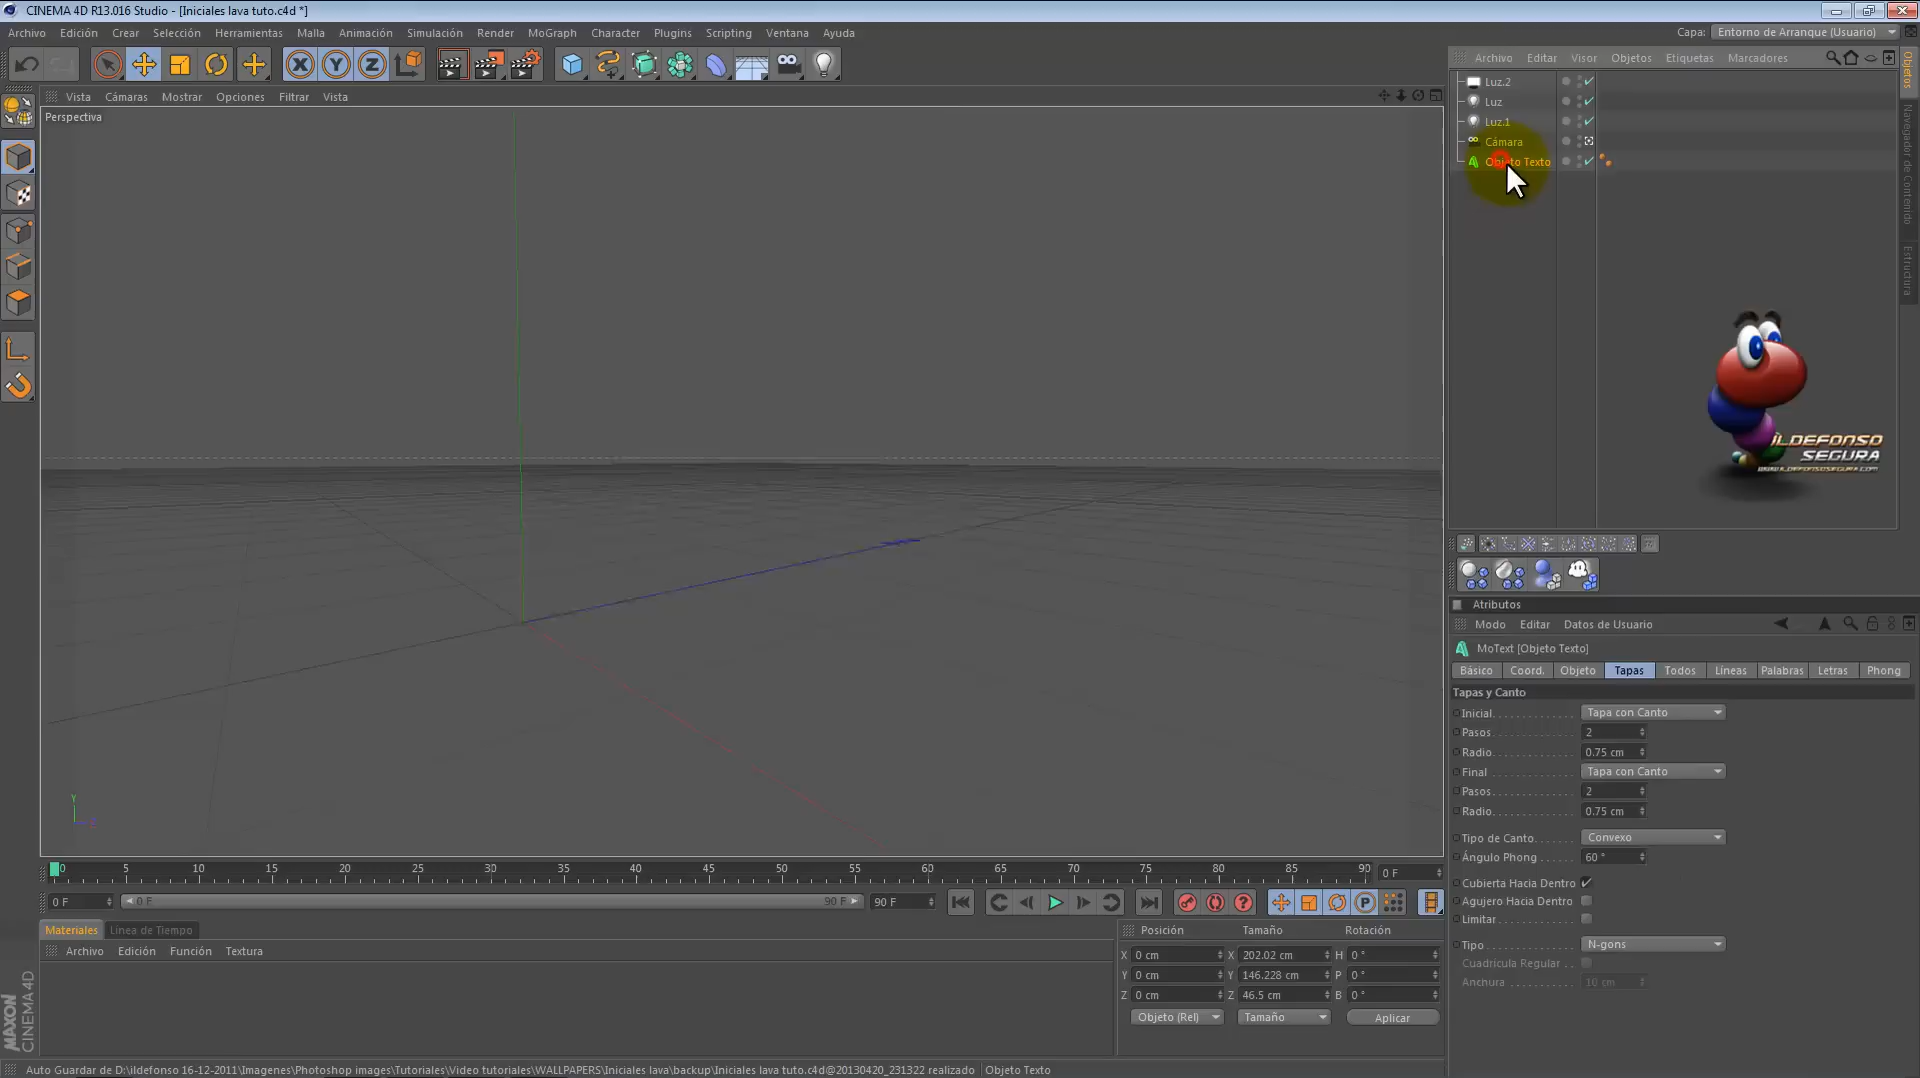 CINEMA 4D R13.016 Studio - [Iniciales lava tuto.c4d *]
Archivo Edición Crear Selección Herramientas Malla Animación Simulación Render MoGraph Character Plugins Scripting Ventana Ayuda
Capa: Entorno de Arranque (Usuario)
Archivo Editar Visor Objetos Etiquetas Marcadores
Vista Cámaras Mostrar Opciones Filtrar Vista
Perspectiva
Luz.2
Luz
Luz.1
Cámara
Objeto Texto
Objetos
Navegador de Contenido
Estructura
ILDEFONSO
SEGURA
WWW.ILDEFONSOSEGURA.COM
Atributos
Modo Editar Datos de Usuario
MoText [Objeto Texto]
Básico Coord. Objeto Tapas Todos Líneas Palabras Letras Phong
Tapas y Canto
Inicial Tapa con Canto
Pasos 2
Radio 0.75 cm
Final Tapa con Canto
Pasos 2
Radio 0.75 cm
Tipo de Canto Convexo
Ángulo Phong 60 °
Cubierta Hacia Dentro
Agujero Hacia Dentro
Limitar
Tipo N-gons
Cuadricula Regular
Anchura 10 cm
Y
0 5 10 15 20 25 30 35 40 45 50 55 60 65 70 75 80 85 90 0 F
0 F 0 F 90 F 90 F
Materiales Línea de Tiempo
Archivo Edición Función Textura
Posición Tamaño Rotación
X 0 cm X 202.02 cm H 0 °
Y 0 cm Y 146.228 cm P 0 °
Z 0 cm Z 46.5 cm B 0 °
Objeto (Rel) Tamaño Aplicar
MAXON
CINEMA 4D
Auto Guardar de D:\ildefonso 16-12-2011\Imagenes\Photoshop images\Tutoriales\Video tutoriales\WALLPAPERS\Iniciales lava\backup\Iniciales lava tuto.c4d@20130420_231322 realizado Objeto Texto